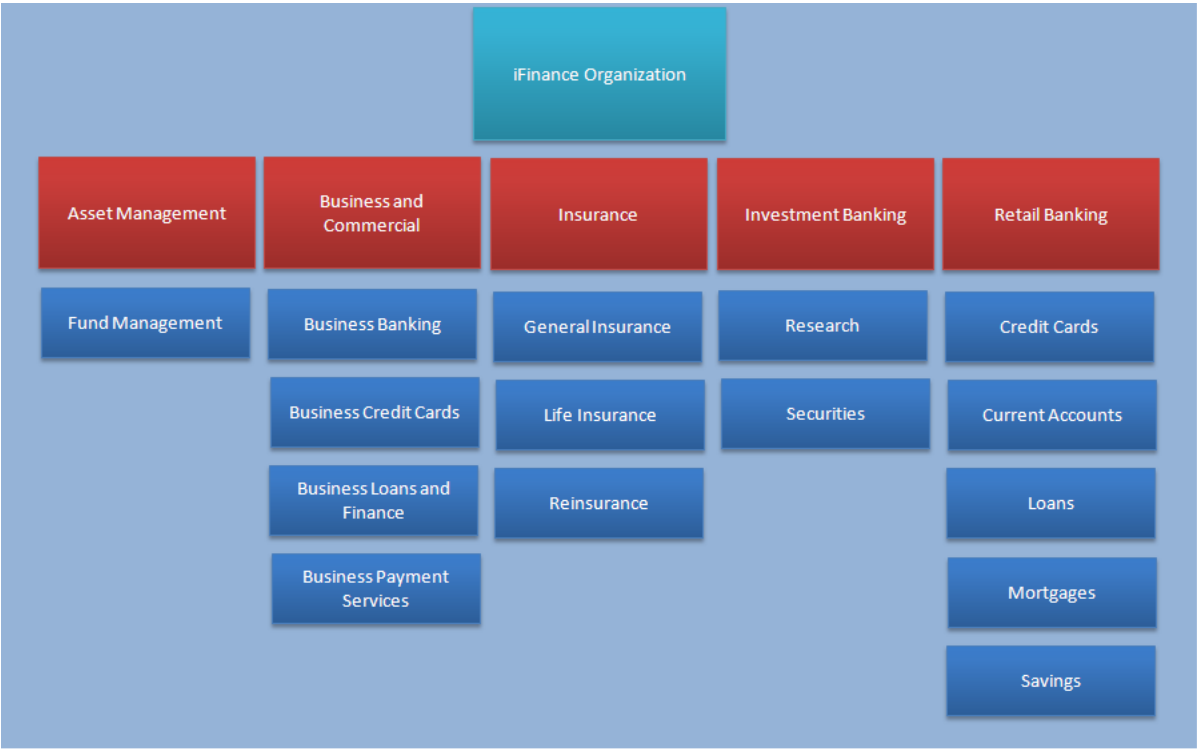 iFinance Organization
Asset Management
Business and
Commercial
Insurance
Investment Banking
Retail Banking
Fund Management
Business Banking
General Insurance
Research
Credit Cards
Business Credit Cards
Life Insurance
Securities
Current Accounts
Business Loans and
Finance
Reinsurance
Loans
Business Payment
Services
Mortgages
Savings